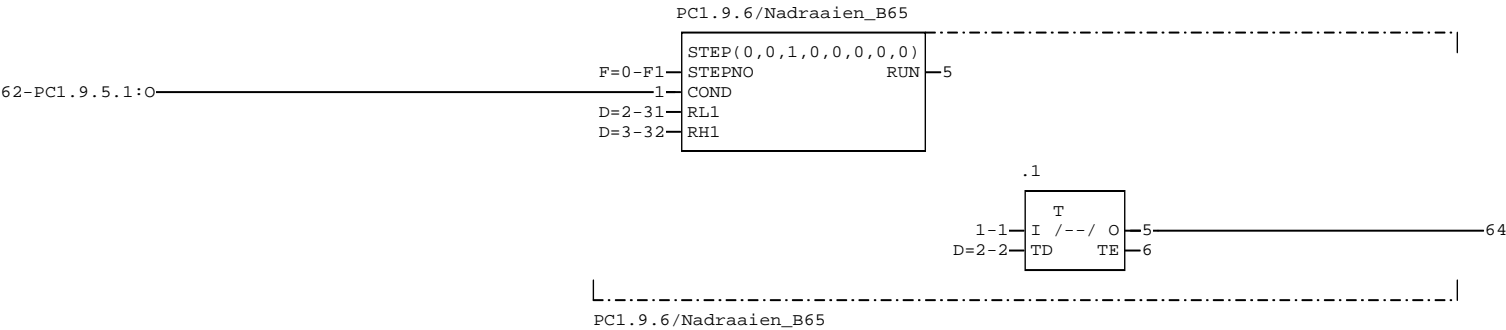 PC1.9.6/Nadraaien_B65
STEP(0,0,1,0,0,0,0,0)
F=0-F1 STEPNO RUN 5
62-PC1.9.5.1:O 1 COND
D=2-31 RL1
D=3-32 RH1
.1
T
1-1 I /--/ O 5 64
D=2-2 TD TE 6
PC1.9.6/Nadraaien_B65